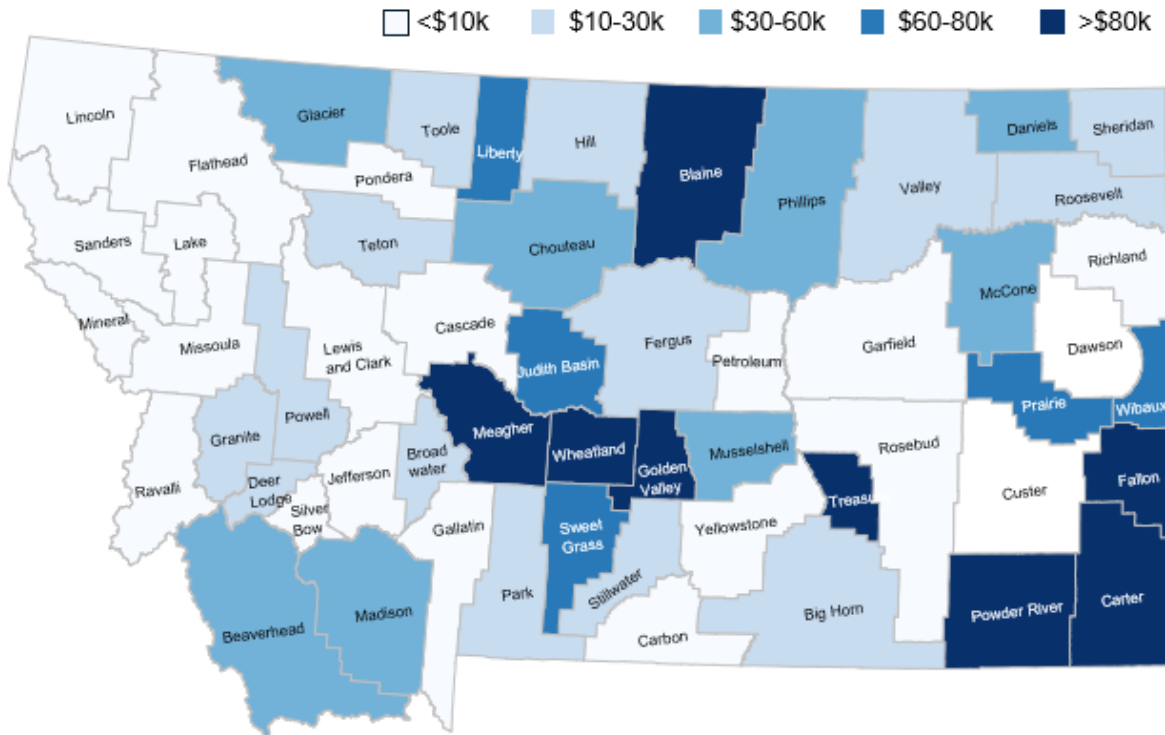 <$10k $10-30k $30-60k $60-80k >$80k
Lincoln
Glacier
Toole
Liberty
Hill
Blaine
Phillips
Valley
Daniels
Sheridan
Flathead
Pondera
Roosevelt
Sanders
Lake
Teton
Chouteau
Richland
McCone
Mineral
Missoula
Lewis
and Clark
Cascade
Judith Basin
Fergus
Petroleum
Garfield
Dawson
Prairie
Wibaux
Powell
Granite
Meagher
Wheatland
Golden
Valley
Musselshell
Rosebud
Broad
water
Ravalli
Deer
Lodge
Jefferson
Silver
Bow
Gallatin
Sweet
Grass
Yellowstone
Treasu
Custer
Fallon
Park
Stillwater
Beaverhead
Madison
Carbon
Big Horn
Powder River
Carter